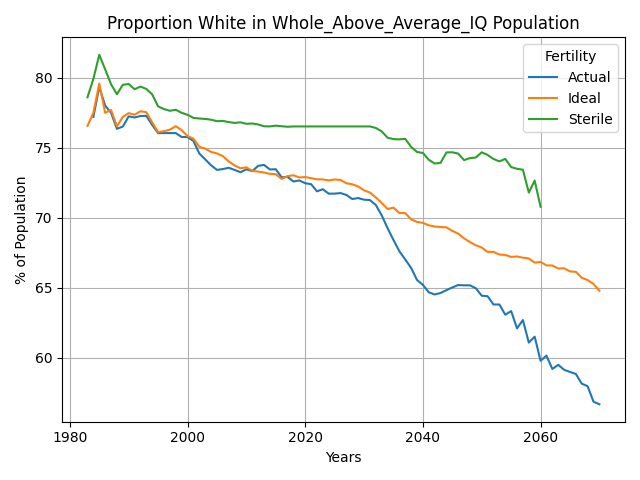 Proportion White in Whole_Above_Average_IQ Population
% of Population
80
75
70
65
60
Fertility
Actual
Ideal
Sterile
1980
2000
2020
2040
2060
Years